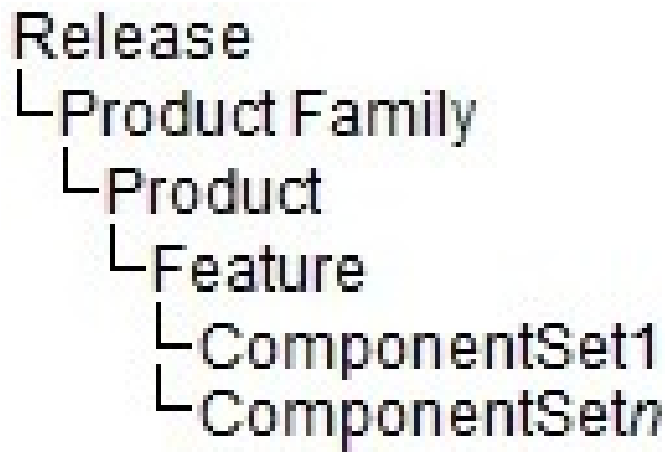 Release
Product Family
Product
Feature
ComponentSet1
ComponentSetn